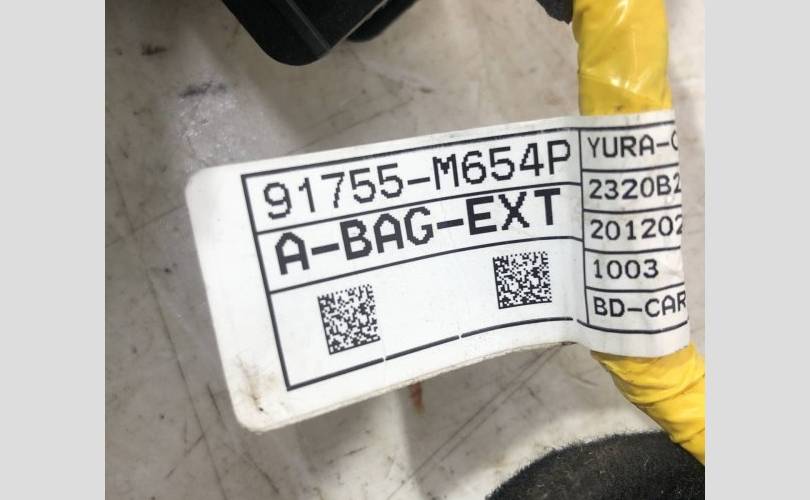 91755-M654P
A-BAG-EXT
YURA-
2320B2
201202
1003
BD-CAR